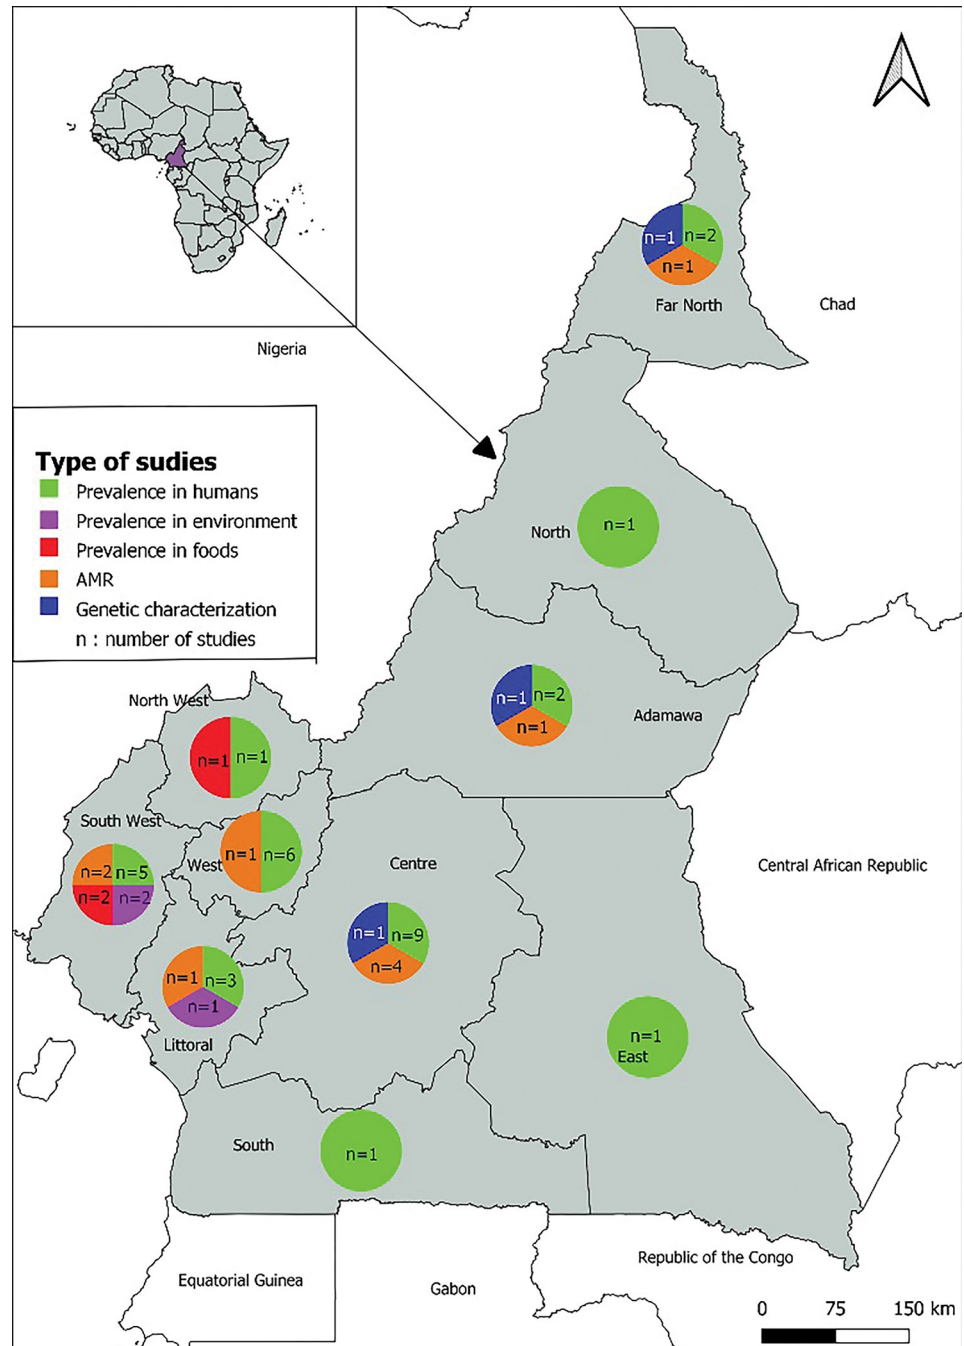 n=1
n=2
n=1
Far North
Chad
Nigeria
Type of sudies
Prevalence in humans
Prevalence in environment
Prevalence in foods
AMR
Genetic characterization
n : number of studies
North
n=1
n=1
n=2
n=1
Adamawa
North West
n=1
n=1
South West
n=2
n=5
n=2
n=2
West
n=1
n=6
Centre
n=1
n=9
n=4
Central African Republic
n=1
n=3
n=1
Littoral
n=1
East
South
n=1
Equatorial Guinea
Gabon
Republic of the Congo
0 75 150 km